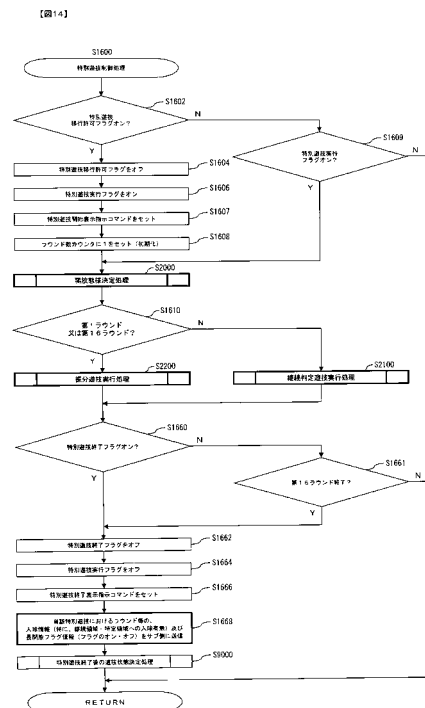 【図14】
S1600
特別遊技制御処理
S1602
特別遊技
移行許可フラグオン？
N
Y
S1609
特別遊技実行
フラグオン？
N
Y
S1604
特別遊技移行許可フラグをオフ
S1606
特別遊技実行フラグをオン
S1607
特別遊技開始表示指示コマンドをセット
S1608
ラウンド数カウンタに1をセット（初期化）
S2000
開放態様決定処理
S1610
第1ラウンド
又は第16ラウンド？
N
Y
S2200
振分遊技実行処理
S2100
継続判定遊技実行処理
S1660
特別遊技終了フラグオン？
N
Y
S1661
第16ラウンド終了？
N
Y
S1662
特別遊技終了フラグをオフ
S1664
特別遊技実行フラグをオフ
S1666
特別遊技終了表示指示コマンドをセット
S1668
当該特別遊技におけるラウンド毎の、
入球情報（特に、継続領域・特定領域への入球有無）及び
長開放フラグ情報（フラグのオン・オフ）をサブ側に送信
S9000
特別遊技終了後の遊技状態決定処理
RETURN